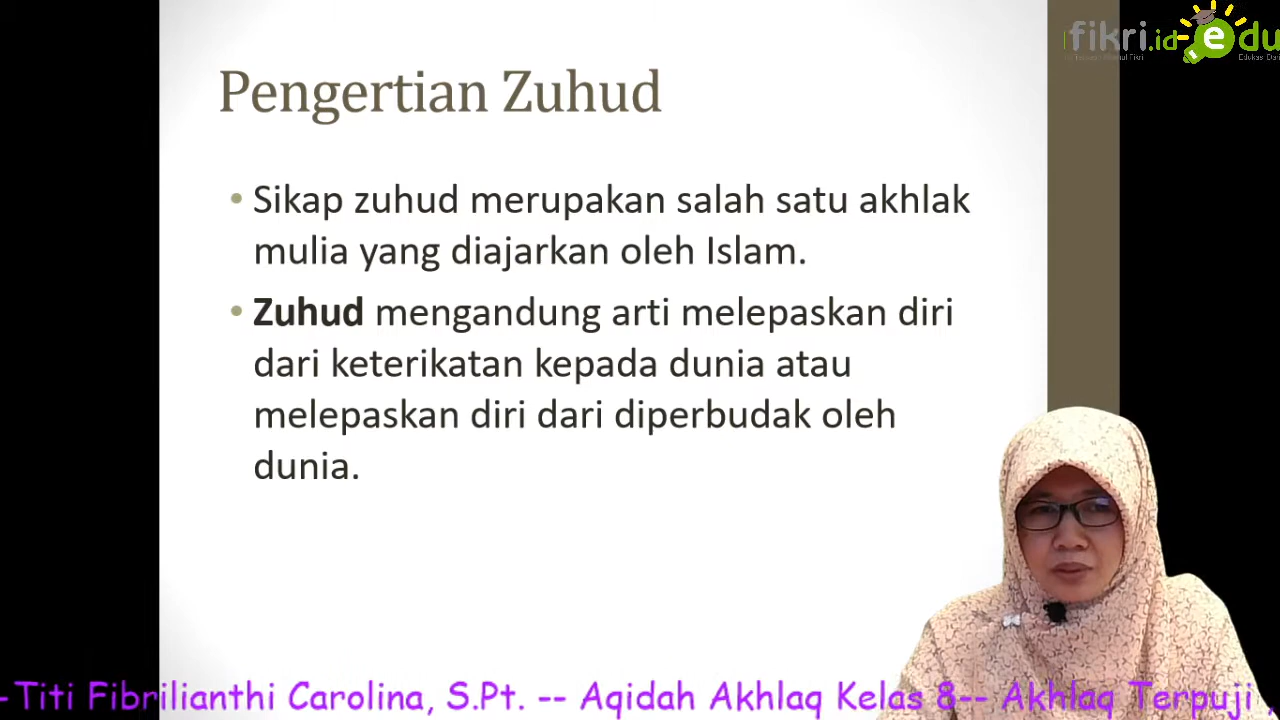 fikri.id edu
Pengertian Zuhud
• Sikap zuhud merupakan salah satu akhlak
mulia yang diajarkan oleh Islam.
• Zuhud mengandung arti melepaskan diri
dari keterikatan kepada dunia atau
melepaskan diri dari diperbudak oleh
dunia.
-Titi Fibrilianthi Carolina, S.Pt. -- Aqidah Akhlaq Kelas 8-- Akhlaq Terpuji